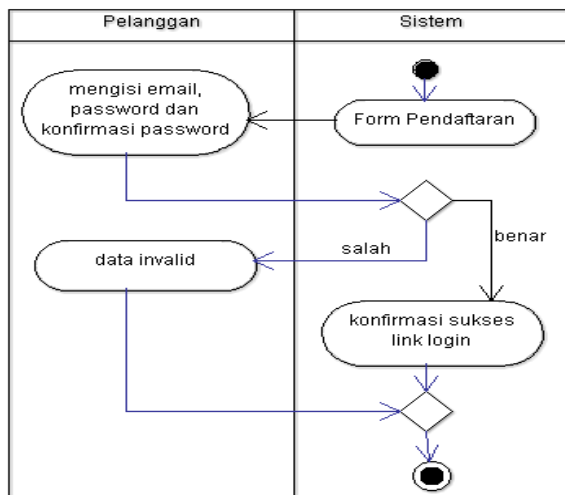 Pelanggan
Sistem
mengisi email,
password dan
konfirmasi password
Form Pendaftaran
salah
benar
data invalid
konfirmasi sukses
link login